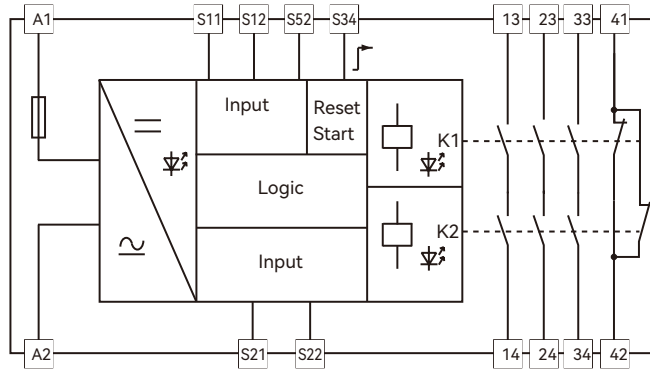 A1 S11 S12 S52 S34 13 23 33 41
Input
Reset
Start
K1
Logic
K2
Input
A2 S21 S22 14 24 34 42